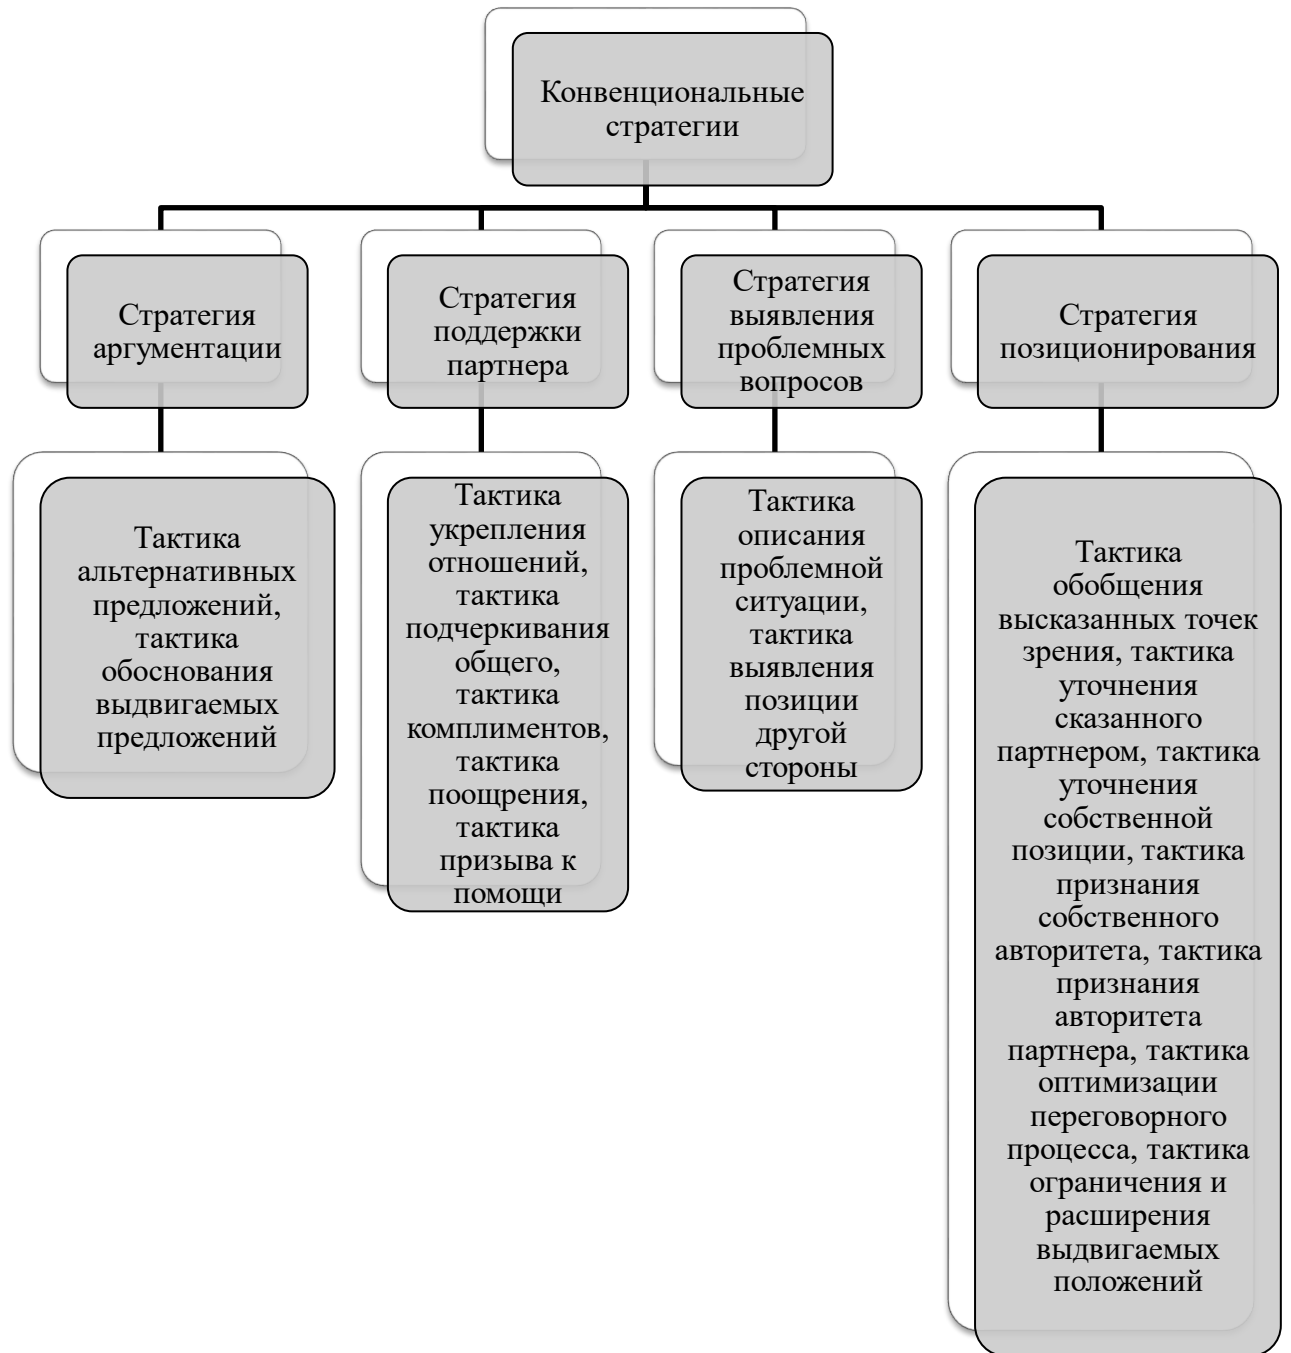 Конвенциональные
стратегии
Стратегия
аргументации
Стратегия
поддержки
партнера
Стратегия
выявления
проблемных
вопросов
Стратегия
позиционирования
Тактика
альтернативных
предложений,
тактика
обоснования
выдвигаемых
предложений
Тактика
укрепления
отношений,
тактика
подчеркивания
общего,
тактика
комплиментов,
тактика
поощрения,
тактика
призыва к
помощи
Тактика
описания
проблемной
ситуации,
тактика
выявления
позиции
другой
стороны
Тактика
обобщения
высказанных точек
зрения, тактика
уточнения
сказанного
партнером, тактика
уточнения
собственной
позиции, тактика
признания
собственного
авторитета, тактика
признания
авторитета
партнера, тактика
оптимизации
переговорного
процесса, тактика
ограничения и
расширения
выдвигаемых
положений